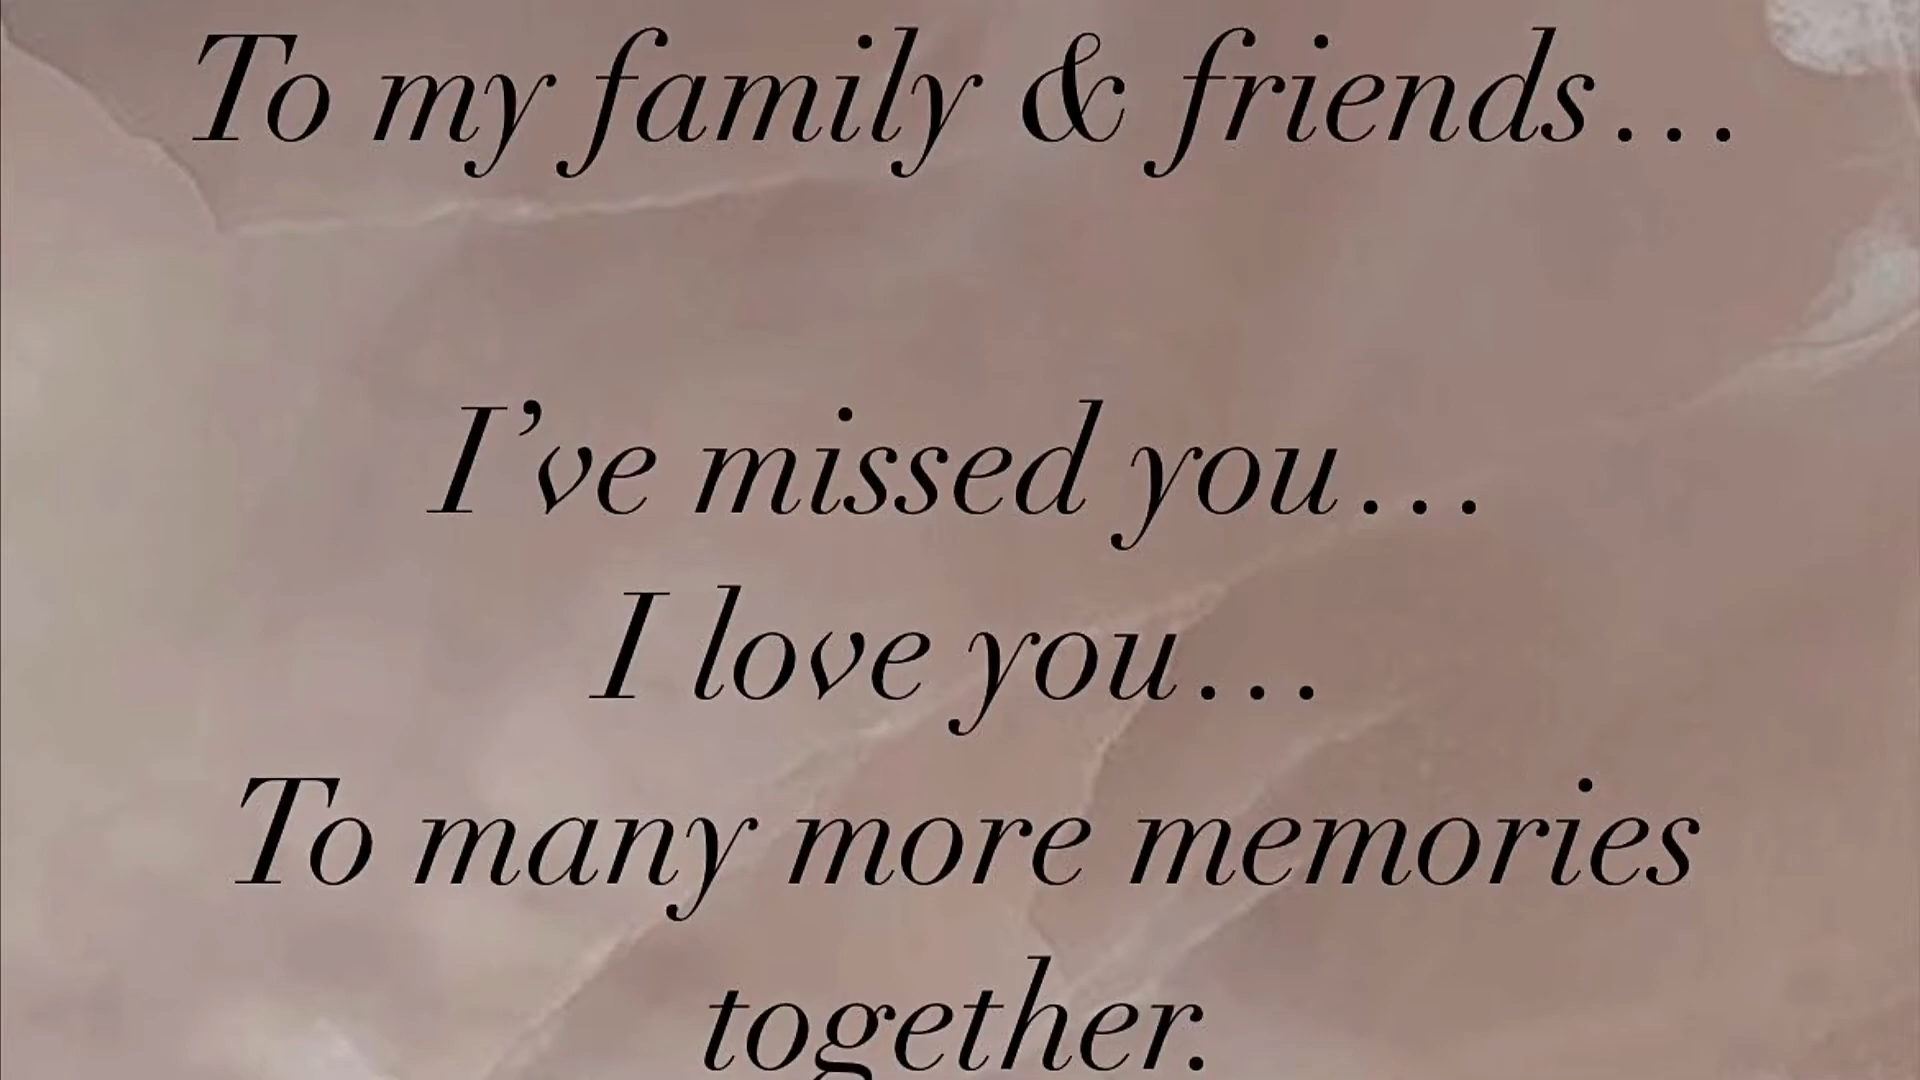 To my family & friends…
I’ve missed you…
I love you…
To many more memories
together.